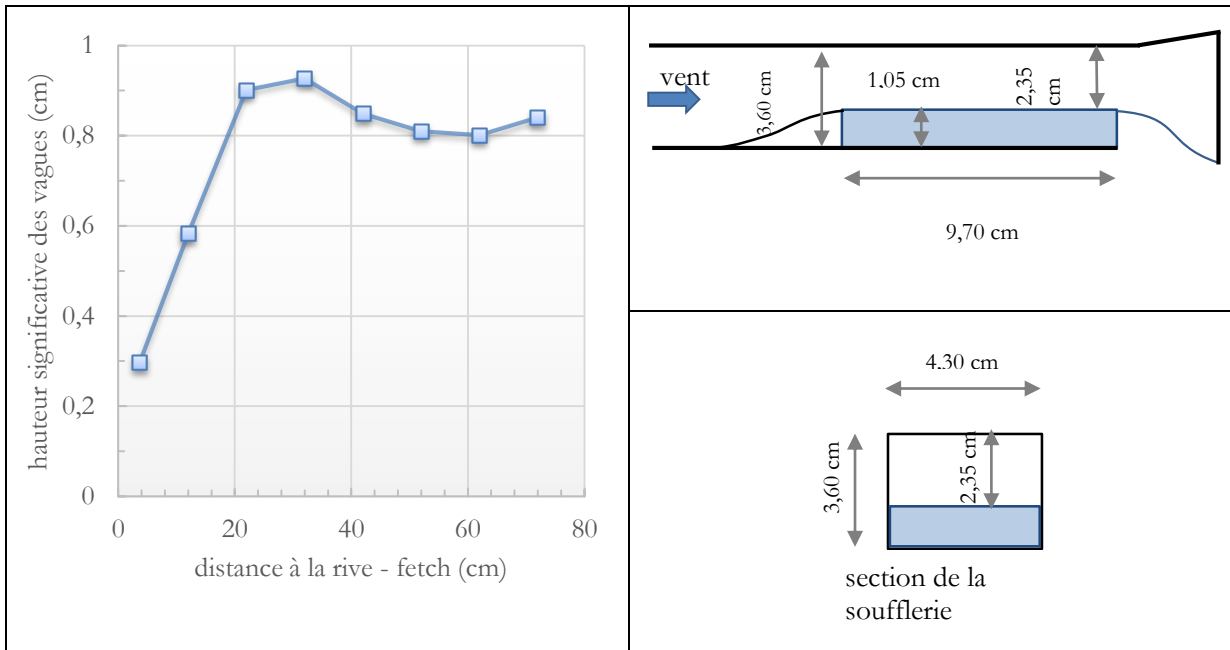 1
0,8
0,6
0,4
0,2
0
0
20
40
60
80
hauteur significative des vagues (cm)
distance à la rive - fetch (cm)
vent
3,60 cm
1,05 cm
2,35
cm
9,70 cm
4,30 cm
3,60 cm
2,35 cm
section de la
soufflerie